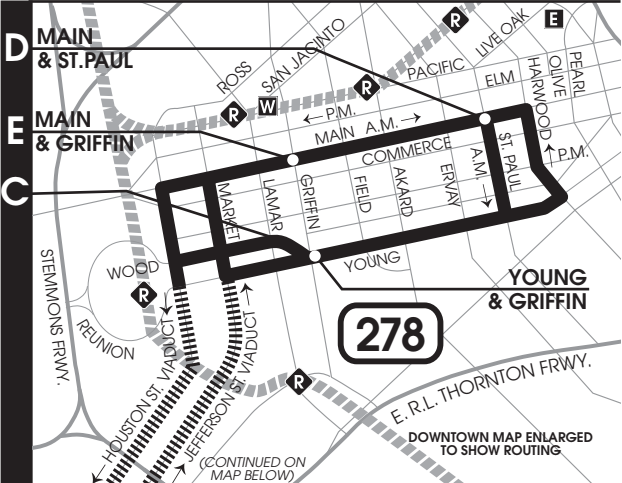 D
MAIN
& ST.PAUL
E
MAIN
& GRIFFIN
C
ROSS
SAN JACINTO
R
W
R
R
LIVE OAK
E
PACIFIC
ELM
HARWOOD
OLIVE
PEARL
←P.M.
MAIN A.M.→
COMMERCE
MARKET
LAMAR
GRIFFIN
FIELD
AKARD
ERVAY
A.M.→
ST. PAUL
→P.M.
WOOD
YOUNG
YOUNG
& GRIFFIN
R
REUNION
STEMMONS FRWY.
278
←HOUSTON ST. VIADUCT→
→JEFFERSON ST. VIADUCT→
R
E. R.L. THORNTON FRWY.
DOWNTOWN MAP ENLARGED
TO SHOW ROUTING
(CONTINUED ON
MAP BELOW)